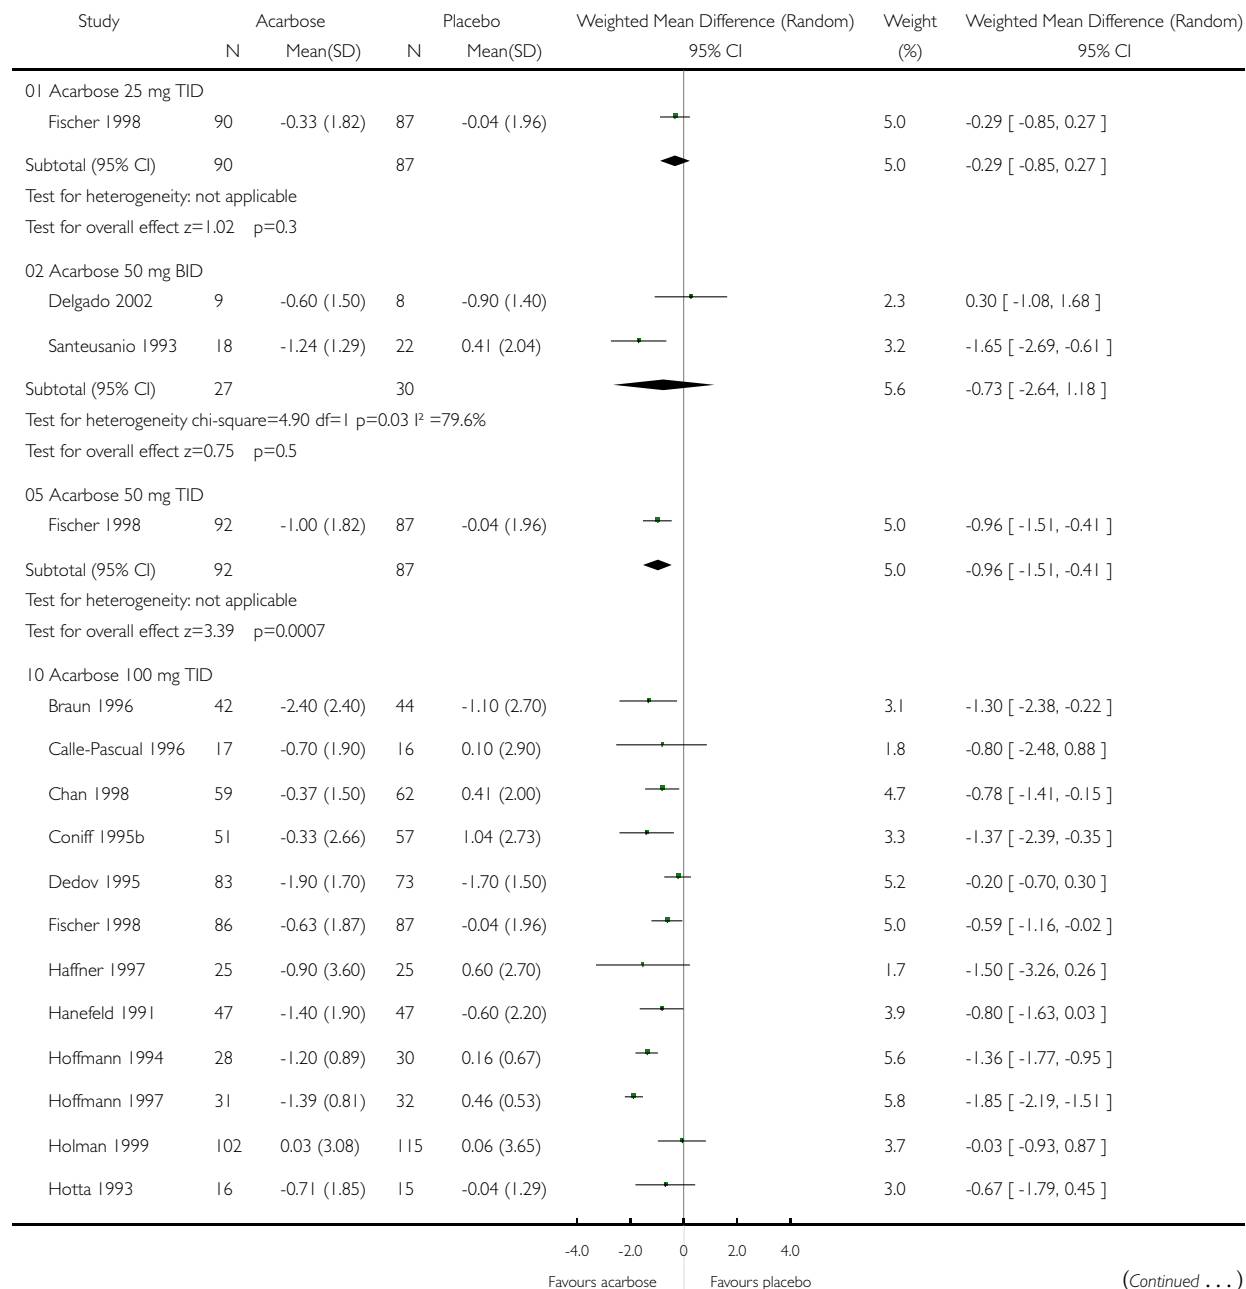 Study Acarbose Placebo Weighted Mean Difference (Random) Weight Weighted Mean Difference (Random)
N Mean(SD) N Mean(SD) 95% CI (%) 95% CI
01 Acarbose 25 mg TID
Fischer 1998 90 -0.33 (1.82) 87 -0.04 (1.96) 5.0 -0.29 [ -0.85, 0.27 ]
Subtotal (95% CI) 90 87 5.0 -0.29 [ -0.85, 0.27 ]
Test for heterogeneity: not applicable
Test for overall effect z=1.02 p=0.3
02 Acarbose 50 mg BID
Delgado 2002 9 -0.60 (1.50) 8 -0.90 (1.40) 2.3 0.30 [ -1.08, 1.68 ]
Santeusanio 1993 18 -1.24 (1.29) 22 0.41 (2.04) 3.2 -1.65 [ -2.69, -0.61 ]
Subtotal (95% CI) 27 30 5.6 -0.73 [ -2.64, 1.18 ]
Test for heterogeneity chi-square=4.90 df=1 p=0.03 I² =79.6%
Test for overall effect z=0.75 p=0.5
05 Acarbose 50 mg TID
Fischer 1998 92 -1.00 (1.82) 87 -0.04 (1.96) 5.0 -0.96 [ -1.51, -0.41 ]
Subtotal (95% CI) 92 87 5.0 -0.96 [ -1.51, -0.41 ]
Test for heterogeneity: not applicable
Test for overall effect z=3.39 p=0.0007
10 Acarbose 100 mg TID
Braun 1996 42 -2.40 (2.40) 44 -1.10 (2.70) 3.1 -1.30 [ -2.38, -0.22 ]
Calle-Pascual 1996 17 -0.70 (1.90) 16 0.10 (2.90) 1.8 -0.80 [ -2.48, 0.88 ]
Chan 1998 59 -0.37 (1.50) 62 0.41 (2.00) 4.7 -0.78 [ -1.41, -0.15 ]
Coniff 1995b 51 -0.33 (2.66) 57 1.04 (2.73) 3.3 -1.37 [ -2.39, -0.35 ]
Dedov 1995 83 -1.90 (1.70) 73 -1.70 (1.50) 5.2 -0.20 [ -0.70, 0.30 ]
Fischer 1998 86 -0.63 (1.87) 87 -0.04 (1.96) 5.0 -0.59 [ -1.16, -0.02 ]
Haffner 1997 25 -0.90 (3.60) 25 0.60 (2.70) 1.7 -1.50 [ -3.26, 0.26 ]
Hanefeld 1991 47 -1.40 (1.90) 47 -0.60 (2.20) 3.9 -0.80 [ -1.63, 0.03 ]
Hoffmann 1994 28 -1.20 (0.89) 30 0.16 (0.67) 5.6 -1.36 [ -1.77, -0.95 ]
Hoffmann 1997 31 -1.39 (0.81) 32 0.46 (0.53) 5.8 -1.85 [ -2.19, -1.51 ]
Holman 1999 102 0.03 (3.08) 115 0.06 (3.65) 3.7 -0.03 [ -0.93, 0.87 ]
Hotta 1993 16 -0.71 (1.85) 15 -0.04 (1.29) 3.0 -0.67 [ -1.79, 0.45 ]
-4.0 -2.0 0 2.0 4.0
Favours acarbose Favours placebo (Continued . . . )